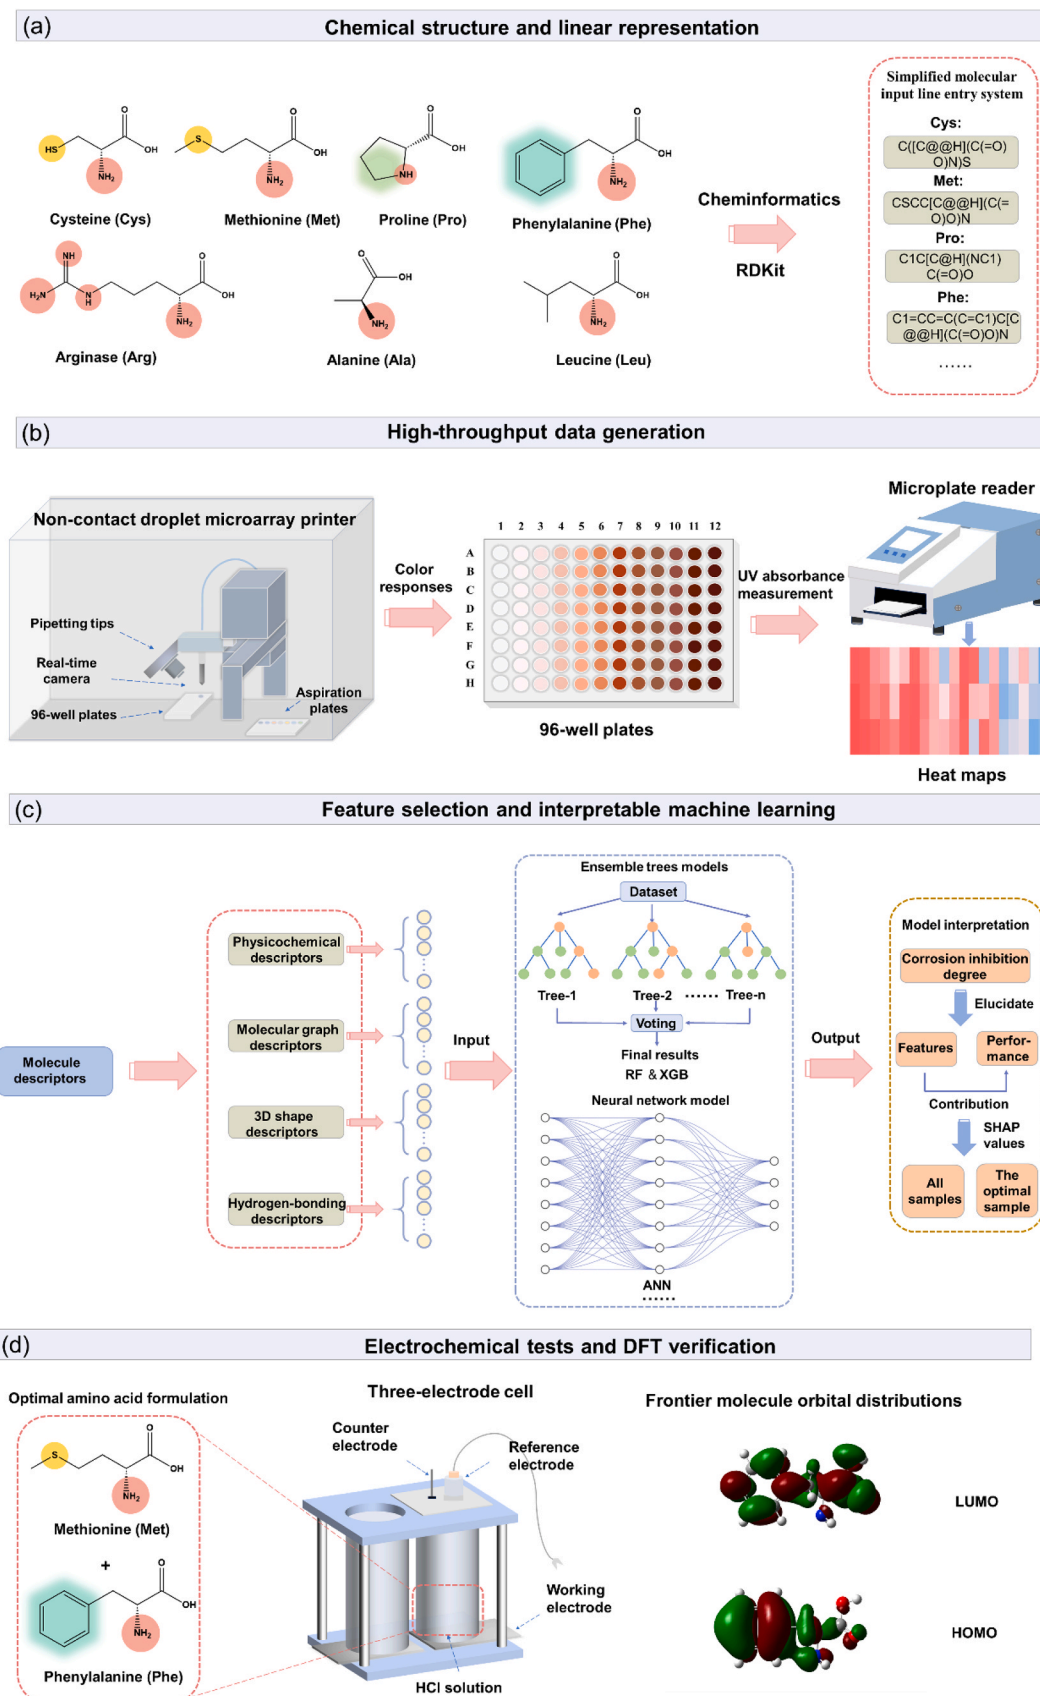 (a)
Chemical structure and linear representation
HS
O
OH
NH₂
Cysteine (Cys)
S
O
OH
NH₂
Methionine (Met)
O
OH
NH
Proline (Pro)
O
OH
NH₂
Phenylalanine (Phe)
NH
H₂N
N
H
O
OH
NH₂
Arginase (Arg)
O
OH
NH₂
Alanine (Ala)
O
OH
NH₂
Leucine (Leu)
Cheminformatics
RDKit
Simplified molecular
input line entry system
Cys:
C([C@@H](C(=O)
O)N)S
Met:
CSCC[C@@H](C(=
O)O)N
Pro:
C1C[C@H](NC1)
C(=O)O
Phe:
C1=CC=C(C=C1)C[C
@@H](C(=O)O)N
......
(b)
High-throughput data generation
Non-contact droplet microarray printer
Pipetting tips
Real-time
camera
96-well plates
Aspiration
plates
Color
responses
1 2 3 4 5 6 7 8 9 10 11 12
A
B
C
D
E
F
G
H
96-well plates
UV absorbance
measurement
Microplate reader
Heat maps
(c)
Feature selection and interpretable machine learning
Molecule
descriptors
Physicochemical
descriptors
Molecular graph
descriptors
3D shape
descriptors
Hydrogen-bonding
descriptors
Input
Ensemble trees models
Dataset
Tree-1
Tree-2
......
Tree-n
Voting
Final results
RF & XGB
Neural network model
ANN
......
Output
Model interpretation
Corrosion inhibition
degree
Elucidate
Features
Perfor-
mance
Contribution
SHAP
values
All
samples
The
optimal
sample
(d)
Electrochemical tests and DFT verification
Optimal amino acid formulation
S
O
OH
NH₂
Methionine (Met)
+
O
OH
NH₂
Phenylalanine (Phe)
Three-electrode cell
Counter
electrode
Reference
electrode
Working
electrode
HCl solution
Frontier molecule orbital distributions
LUMO
HOMO